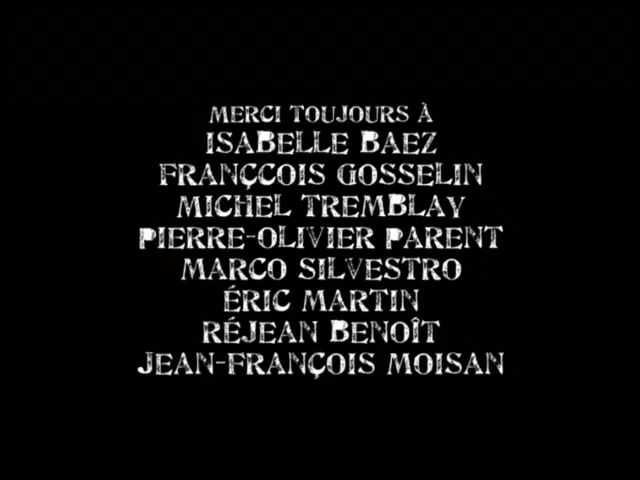 MERCI TOUJOURS À
ISABELLE BAEZ
FRANÇCOIS GOSSELIN
MICHEL TREMBLAY
PIERRE-OLIVIER PARENT
MARCO SILVESTRO
ÉRIC MARTIN
RÉJEAN BENOÎT
JEAN-FRANÇOIS MOISAN